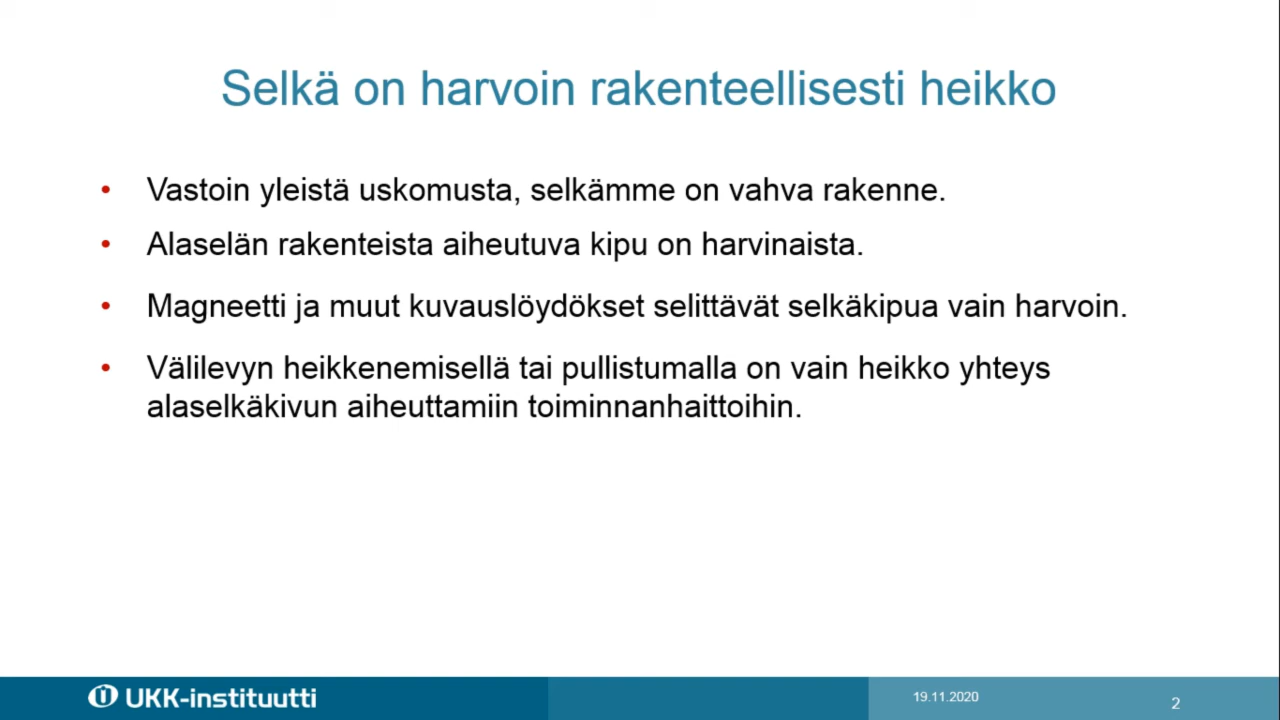 Selkä on harvoin rakenteellisesti heikko
• Vastoin yleistä uskomusta, selkämme on vahva rakenne.
• Alaselän rakenteista aiheutuva kipu on harvinaista.
• Magneetti ja muut kuvauslöydökset selittävät selkäkipua vain harvoin.
• Välilevyn heikkenemisellä tai pullistumalla on vain heikko yhteys
alaselkäkivun aiheuttamiin toiminnanhaittoihin.
UKK-instituutti
19.11.2020
2